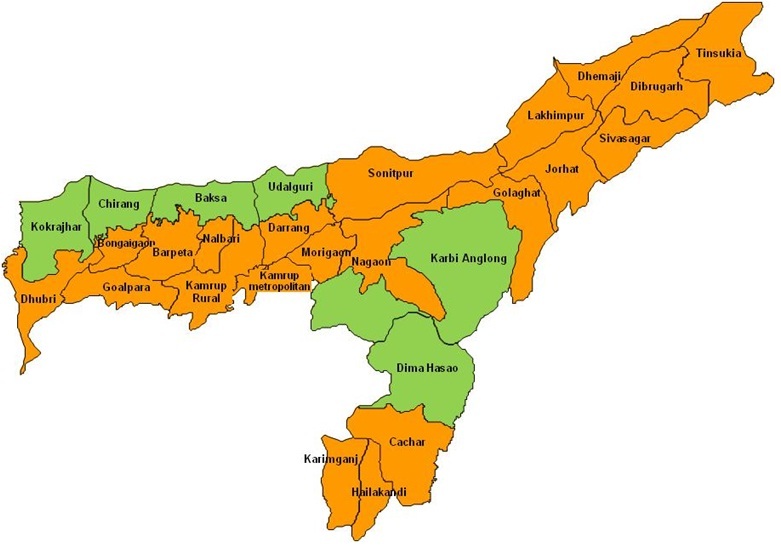 Tinsukia
Dhemaji
Dibrugarh
Lakhimpur
Sivasagar
Jorhat
Sonitpur
Golaghat
Udalguri
Baksa
Chirang
Kokrajhar
Darrang
Nalbari
Bongaigaon
Barpeta
Morigaon
Nagaon
Karbi Anglong
Kamrup
metropolitan
Kamrup
Rural
Goalpara
Dhubri
Dima Hasao
Cachar
Karimganj
Hailakandi